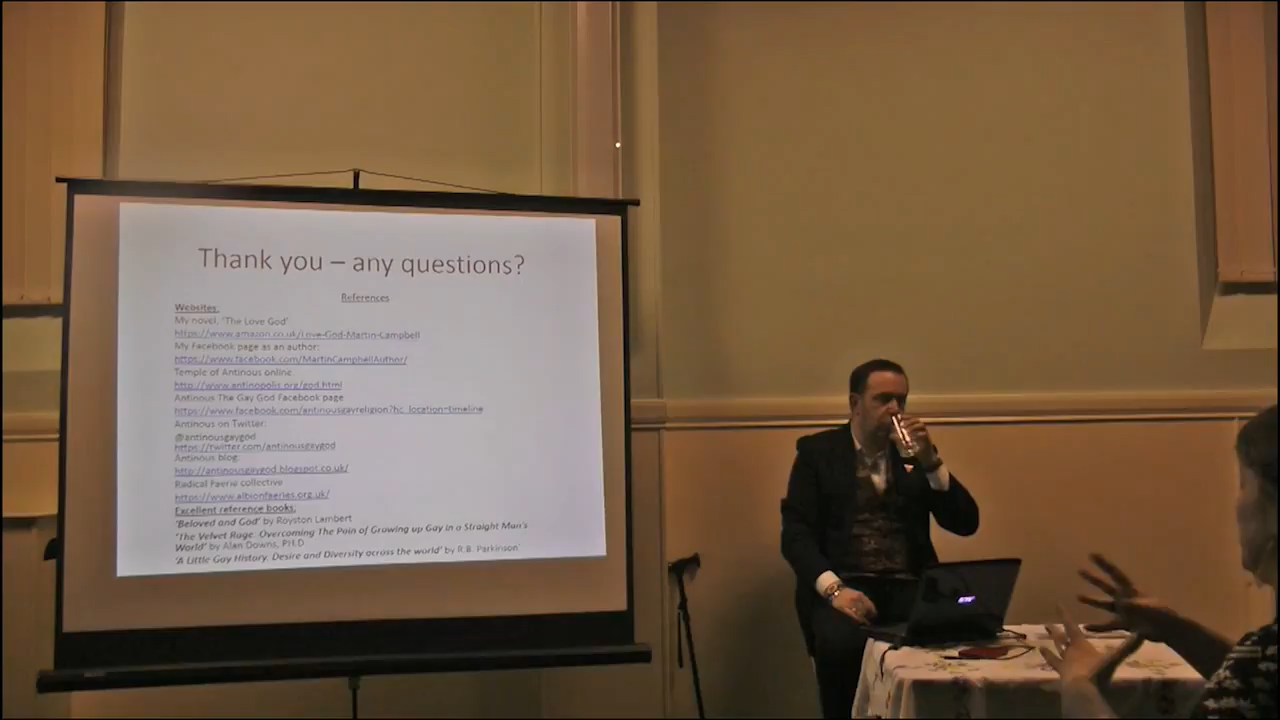 Thank you – any questions?
References
Websites:
My novel, 'The Love God'
https://www.amazon.co.uk/Love-God-Martin-Campbell
My Facebook page as an author:
https://www.facebook.com/MartinCampbellAuthor/
Temple of Antinous online
http://www.antinopolis.org/god.html
Antinous The Gay God Facebook page
https://www.facebook.com/antinousgayreligion?hc_location=timeline
Antinous on Twitter:
@antinousgaygod
https://twitter.com/antinousgaygod
Antinous blog:
http://antinousgaygod.blogspot.co.uk/
Radical Faerie collective
https://www.albionfaeries.org.uk/
Excellent reference books:
'Beloved and God' by Royston Lambert
'The Velvet Rage. Overcoming The Pain of Growing up Gay in a Straight Man's
World' by Alan Downs, PH.D
'A Little Gay History. Desire and Diversity across the world' by R.B. Parkinson'